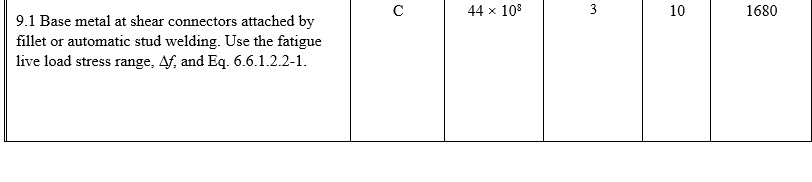 9.1 Base metal at shear connectors attached by
fillet or automatic stud welding. Use the fatigue
live load stress range, Δf, and Eq. 6.6.1.2.2-1.
C
44 × 10⁸
3
10
1680